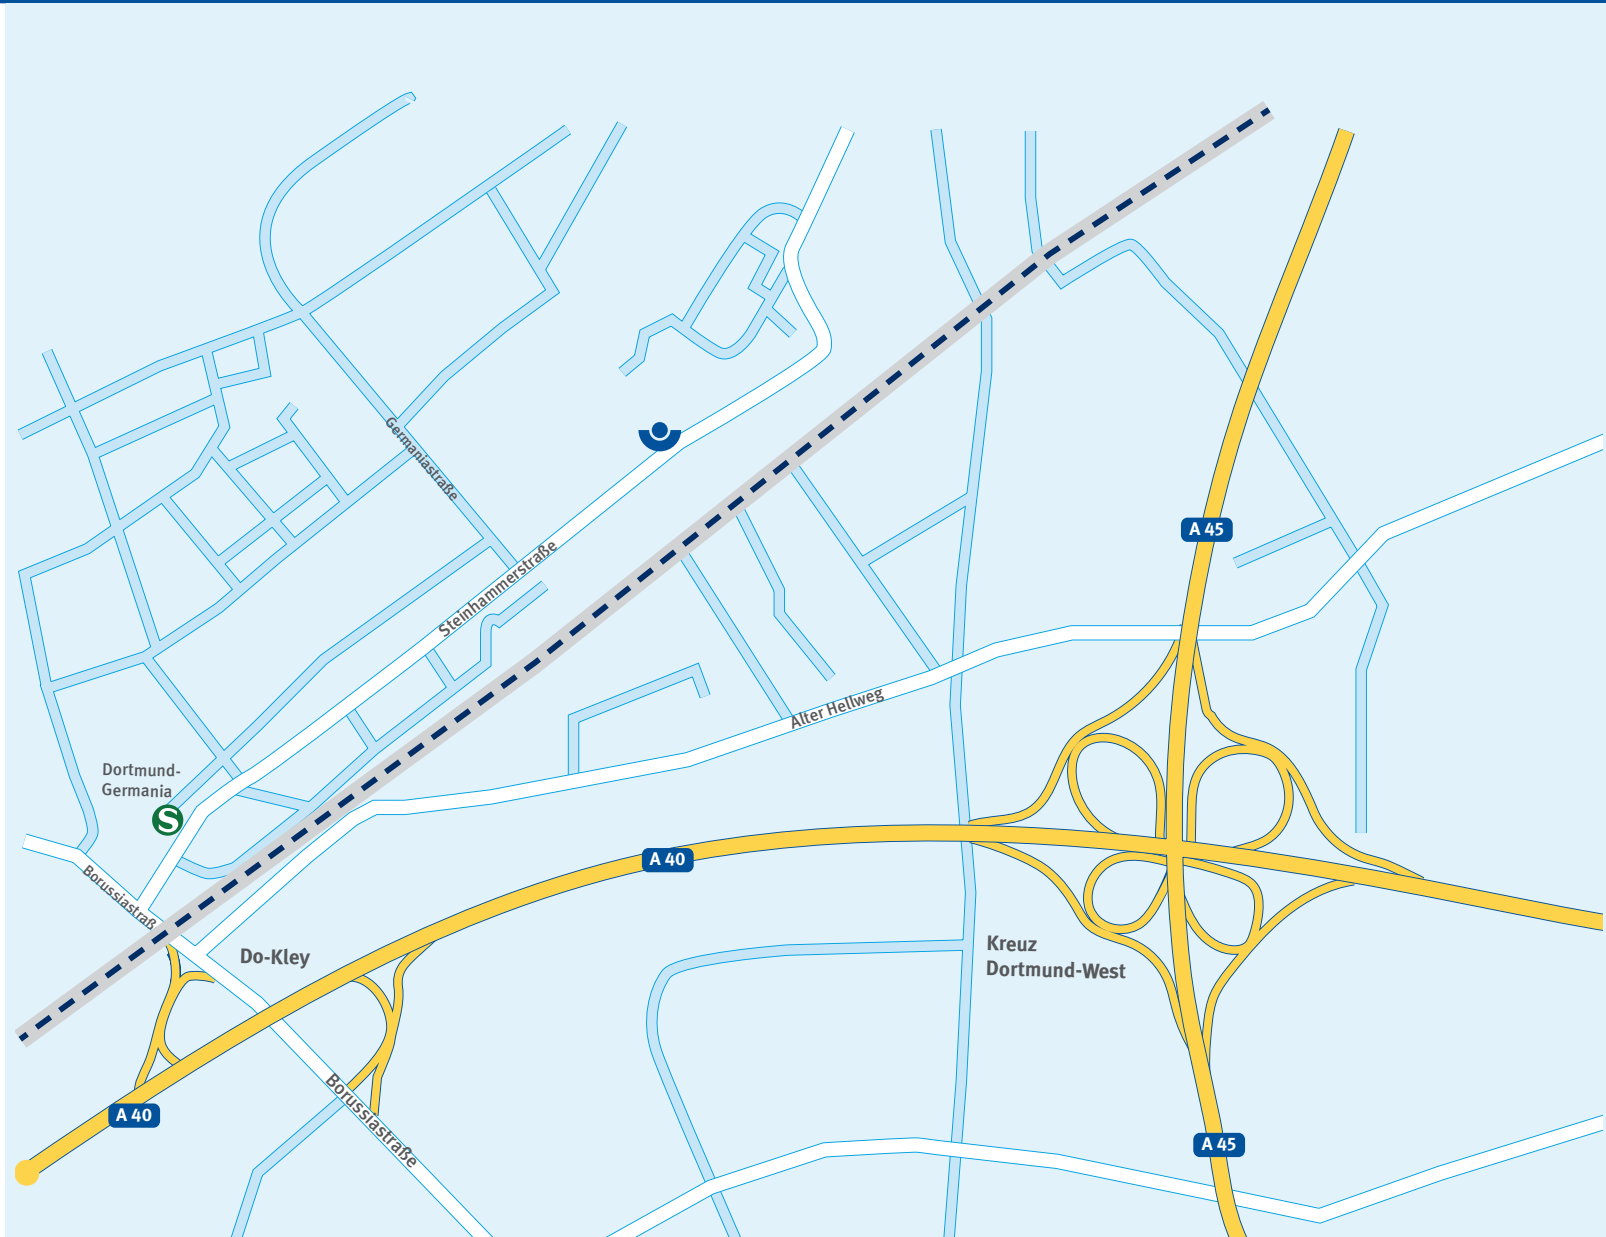 Germaniastraße
A 45
Steinhammerstraße
Alter Hellweg
Dortmund-
Germania
S
A 40
Borussiastraß
Do-Kley
Kreuz
Dortmund-West
A 40
Borussiastraße
A 45